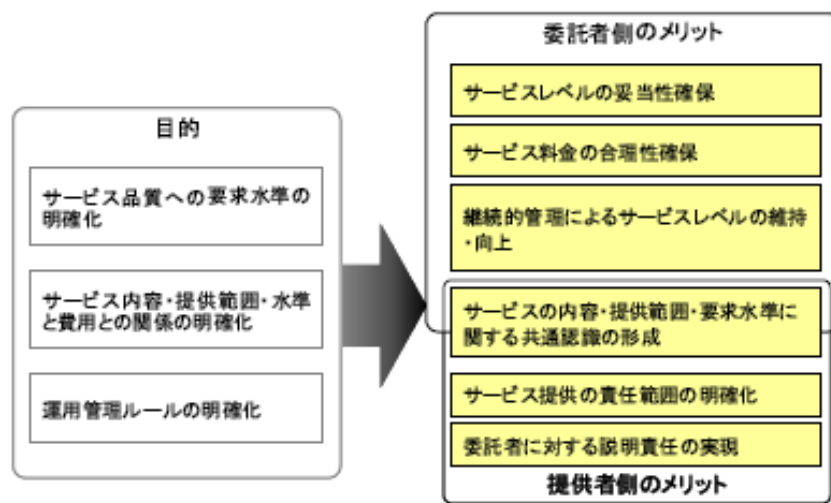 目的
サービス品質への要求水準の
明確化
サービス内容・提供範囲・水準
と費用との関係の明確化
運用管理ルールの明確化
委託者側のメリット
サービスレベルの妥当性確保
サービス料金の合理性確保
継続的管理によるサービスレベルの維持
・向上
サービスの内容・提供範囲・要求水準に
関する共通認識の形成
サービス提供の責任範囲の明確化
委託者に対する説明責任の実現
提供者側のメリット